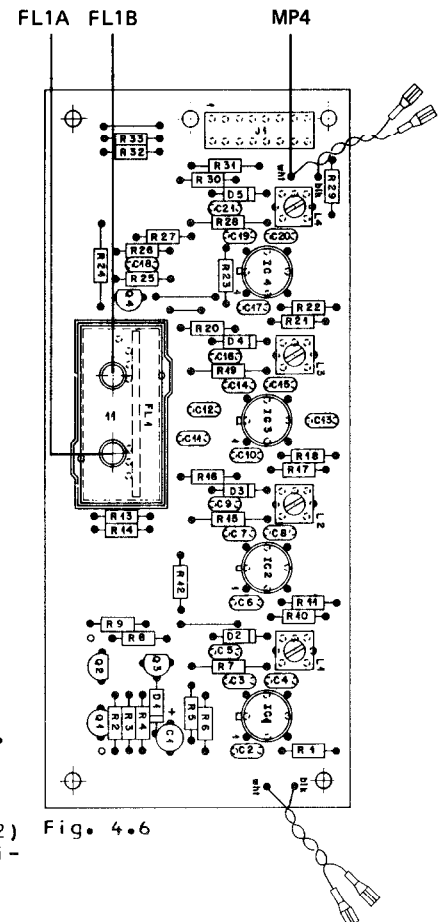 FL1A FL1B MP4
J1
R33
R32
R31
R30
wht
blk
R29
D5
C21
L4
R28
C19
C20
R27
R26
C18
R24
R25
Q4
R23
IC4
C17
R22
R21
R20
D4
C16
L3
R19
C14
C15
FL1
11
C12
IC3
C13
C11
C10
R18
R17
R16
D3
C9
L2
R13
R15
R14
C7
C8
R12
IC2
C6
R11
R10
R9
R8
D2
C5
L1
Q2
Q3
R7
C3
C4
Q1
R2
R3
R4
D1
+
C1
R5
R6
IC1
C2
R1
wht
blk
2) Fig. 4.6
i-